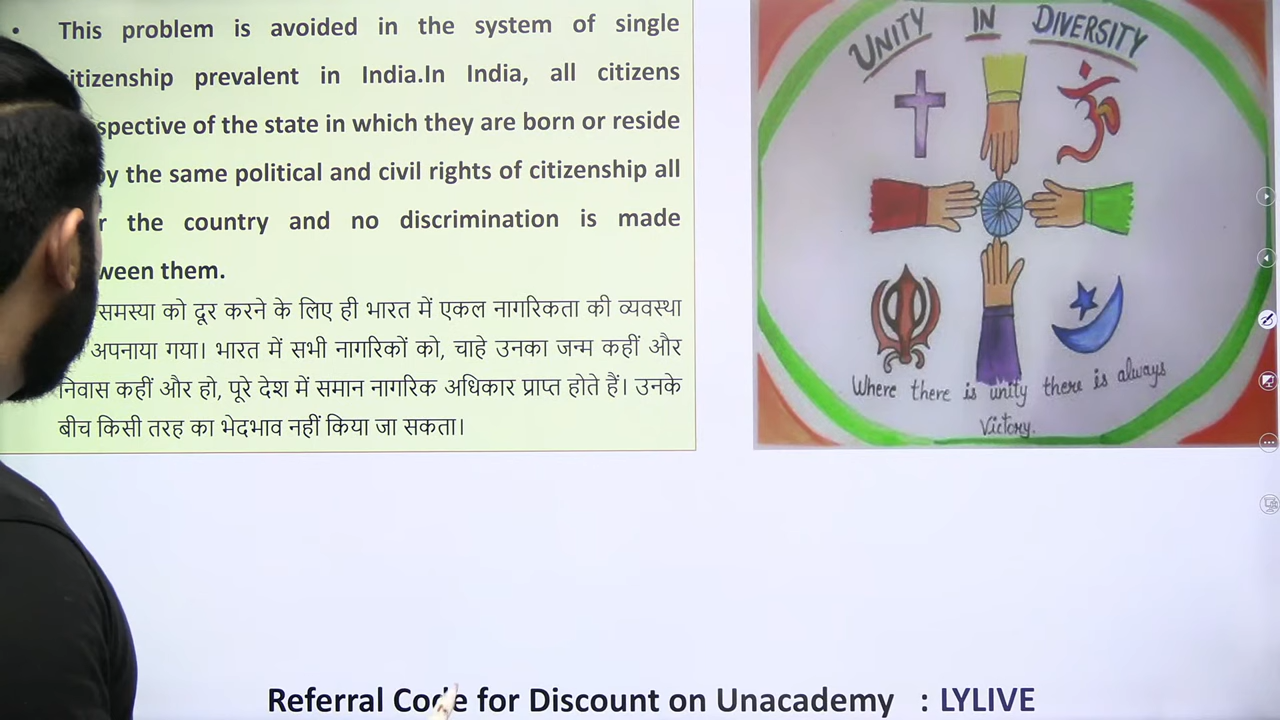 • This problem is avoided in the system of single
itizenship prevalent in India.In India, all citizens
spective of the state in which they are born or reside
y the same political and civil rights of citizenship all
r the country and no discrimination is made
ween them.
समस्या को दूर करने के लिए ही भारत में एकल नागरिकता की व्यवस्था
अपनाया गया। भारत में सभी नागरिकों को, चाहे उनका जन्म कहीं और
निवास कहीं और हो, पूरे देश में समान नागरिक अधिकार प्राप्त होते हैं। उनके
बीच किसी तरह का भेदभाव नहीं किया जा सकता।
UNITY IN DIVERSITY
Where there is unity there is always
Victory.
Referral Code for Discount on Unacademy : LYLIVE